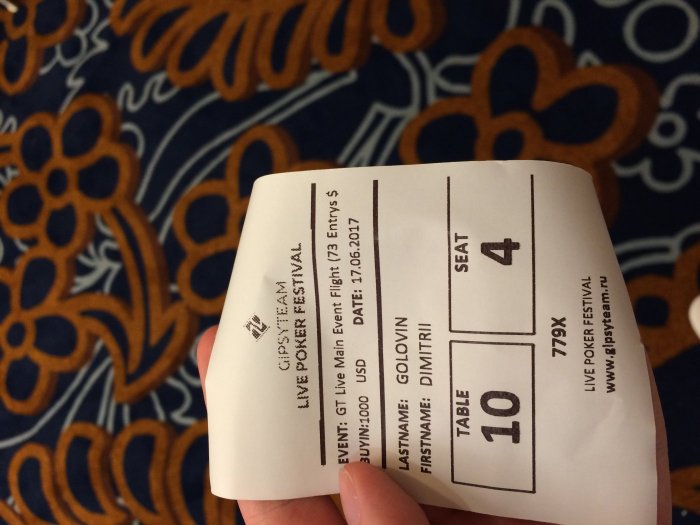 GIPSYTEAM
LIVE POKER FESTIVAL
EVENT: GT Live Main Event Flight (73 Entrys $
BUYIN:1000 USD DATE: 17.06.2017
LASTNAME: GOLOVIN
FIRSTNAME: DIMITRII
TABLE SEAT
10 4
779X
LIVE POKER FESTIVAL
www.gipsyteam.ru